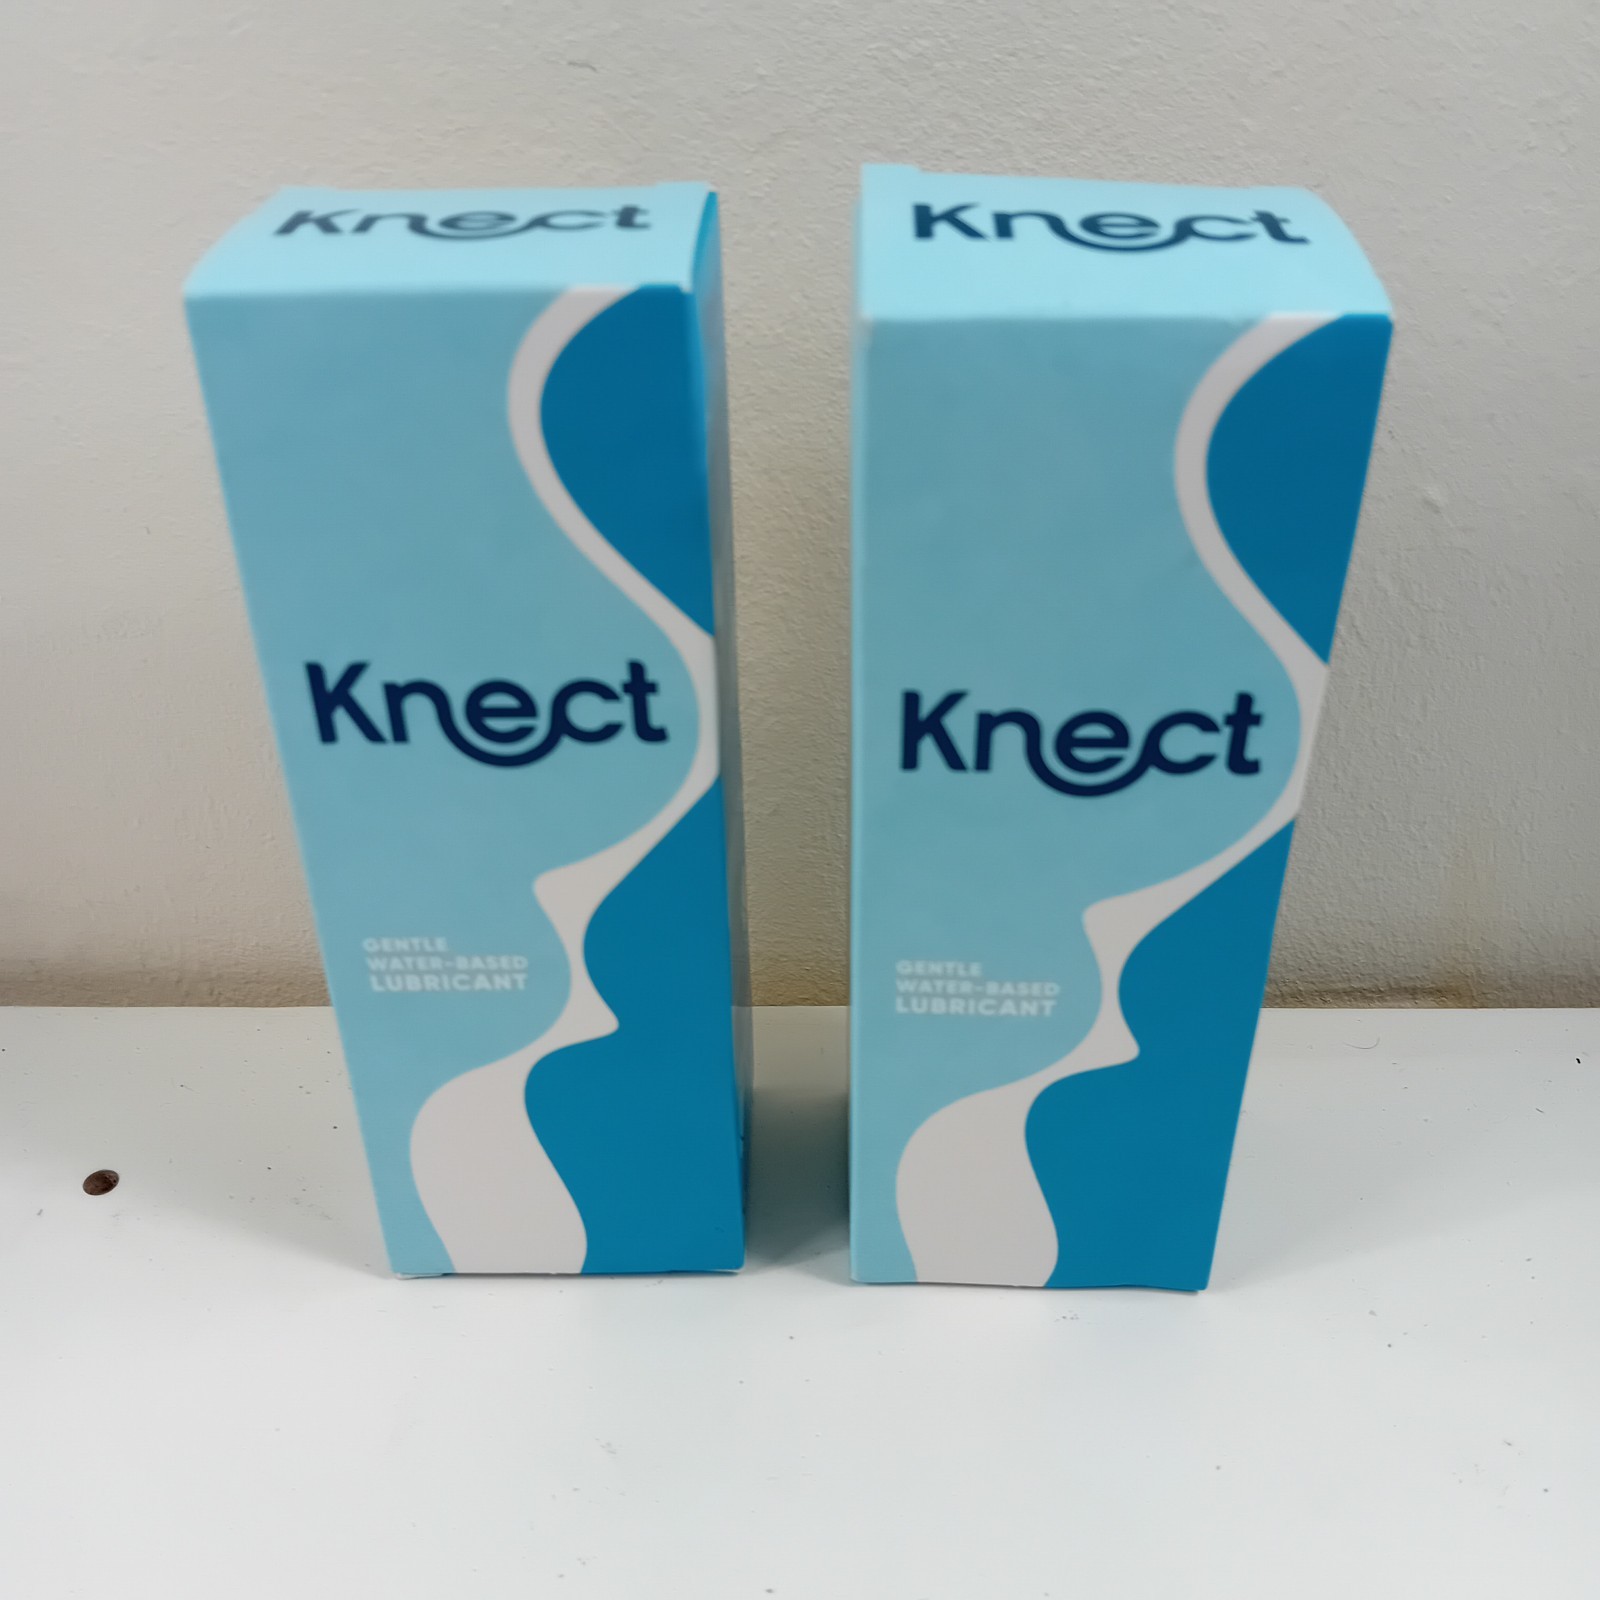 Knect
Knect
GENTLE
WATER-BASED
LUBRICANT
Knect
Knect
GENTLE
WATER-BASED
LUBRICANT